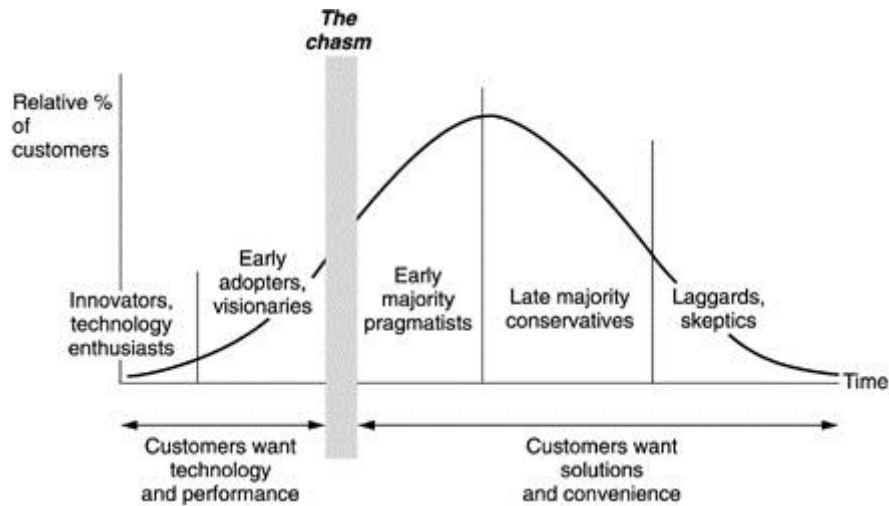 The
chasm
Relative %
of
customers
Innovators,
technology
enthusiasts
Early
adopters,
visionaries
Early
majority
pragmatists
Late majority
conservatives
Laggards,
skeptics
Time
Customers want
technology
and performance
Customers want
solutions
and convenience